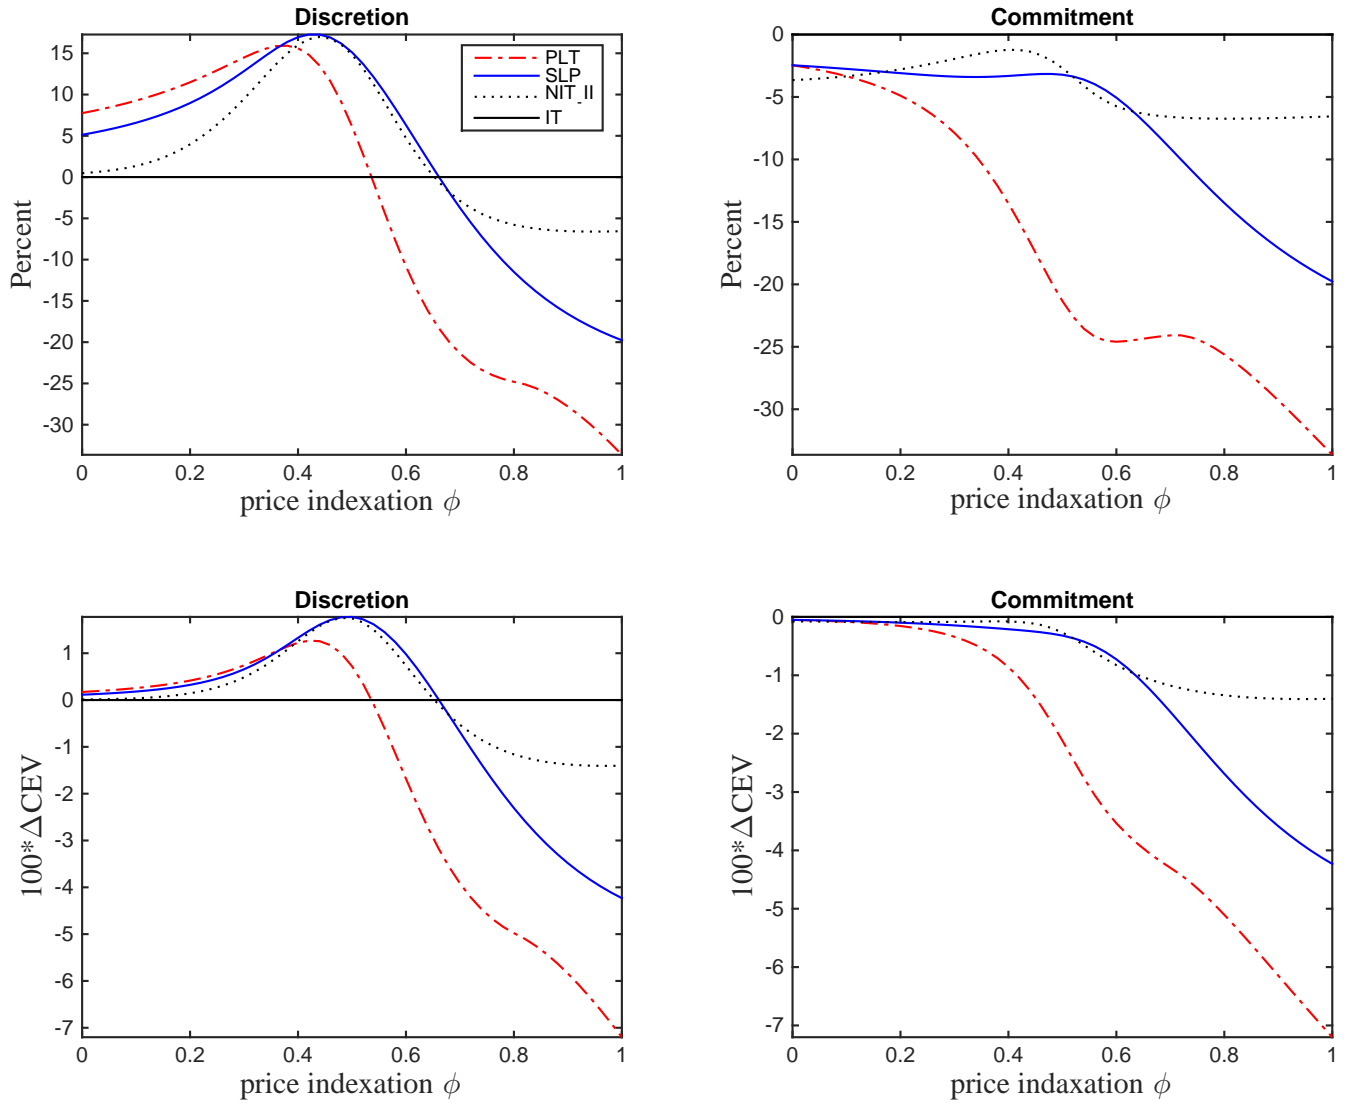 Discretion
15
10
5
0
-5
-10
-15
-20
-25
-30
Percent
PLT
SLP
NIT_II
IT
0 0.2 0.4 0.6 0.8 1
price indexation ϕ
Commitment
0
-5
-10
-15
-20
-25
-30
Percent
0 0.2 0.4 0.6 0.8 1
price indaxation ϕ
Discretion
1
0
-1
-2
-3
-4
-5
-6
-7
100*ΔCEV
0 0.2 0.4 0.6 0.8 1
price indexation ϕ
Commitment
0
-1
-2
-3
-4
-5
-6
-7
100*ΔCEV
0 0.2 0.4 0.6 0.8 1
price indaxation ϕ